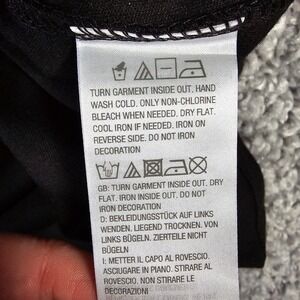 TURN GARMENT INSIDE OUT. HAND
WASH COLD. ONLY NON-CHLORINE
BLEACH WHEN NEEDED. DRY FLAT.
COOL IRON IF NEEDED. IRON ON
REVERSE SIDE. DO NOT IRON
DECORATION
GB: TURN GARMENT INSIDE OUT. DRY
FLAT. IRON INSIDE OUT. DO NOT
IRON DECORATION
D: BEKLEIDUNGSSTÜCK AUF LINKS
WENDEN. LIEGEND TROCKNEN. VON
LINKS BÜGELN. ZIERTEILE NICHT
BÜGELN
I: METTER IL CAPO AL ROVESCIO.
ASCIUGARE IN PIANO. STIRARE AL
ROVESCIO. NON STIRARE LE
DECORAZIONI